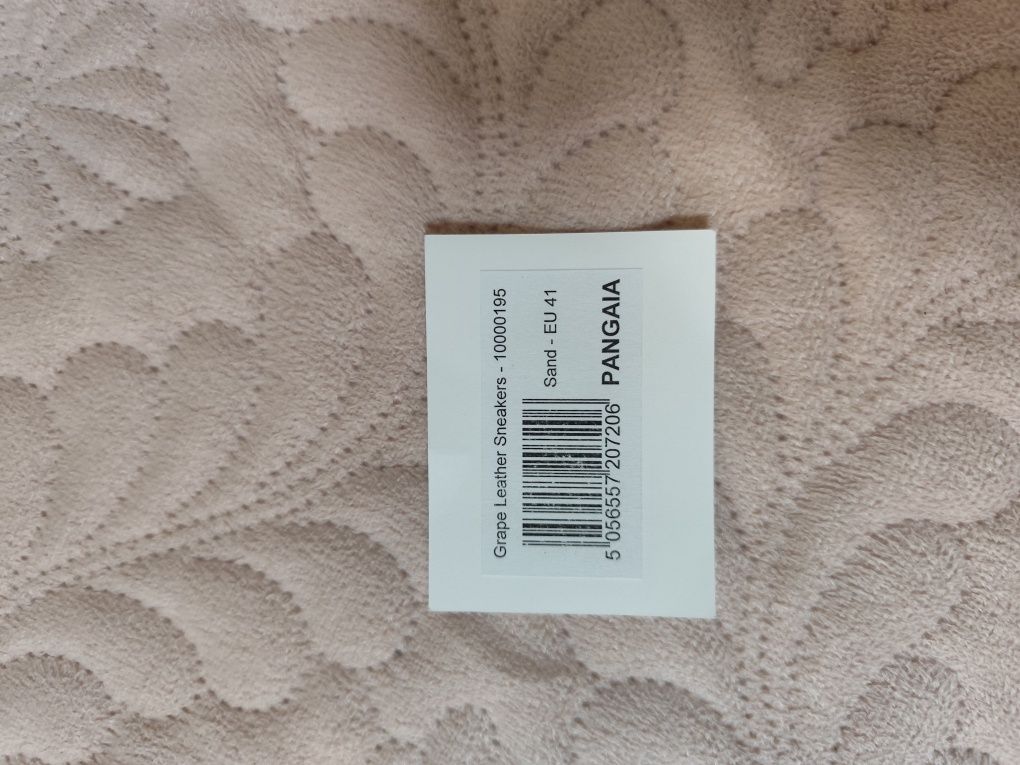 Grape Leather Sneakers - 10000195
Sand - EU 41
5 056557 207206
PANGAIA